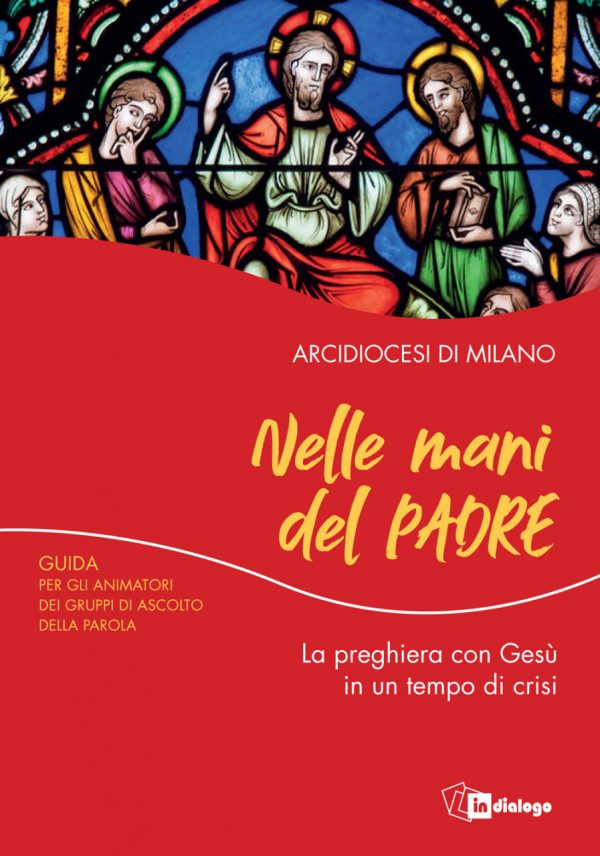 ARCIDIOCESI DI MILANO
Nelle mani
del PADRE
GUIDA
PER GLI ANIMATORI
DEI GRUPPI DI ASCOLTO
DELLA PAROLA
La preghiera con Gesù
in un tempo di crisi
in dialogo